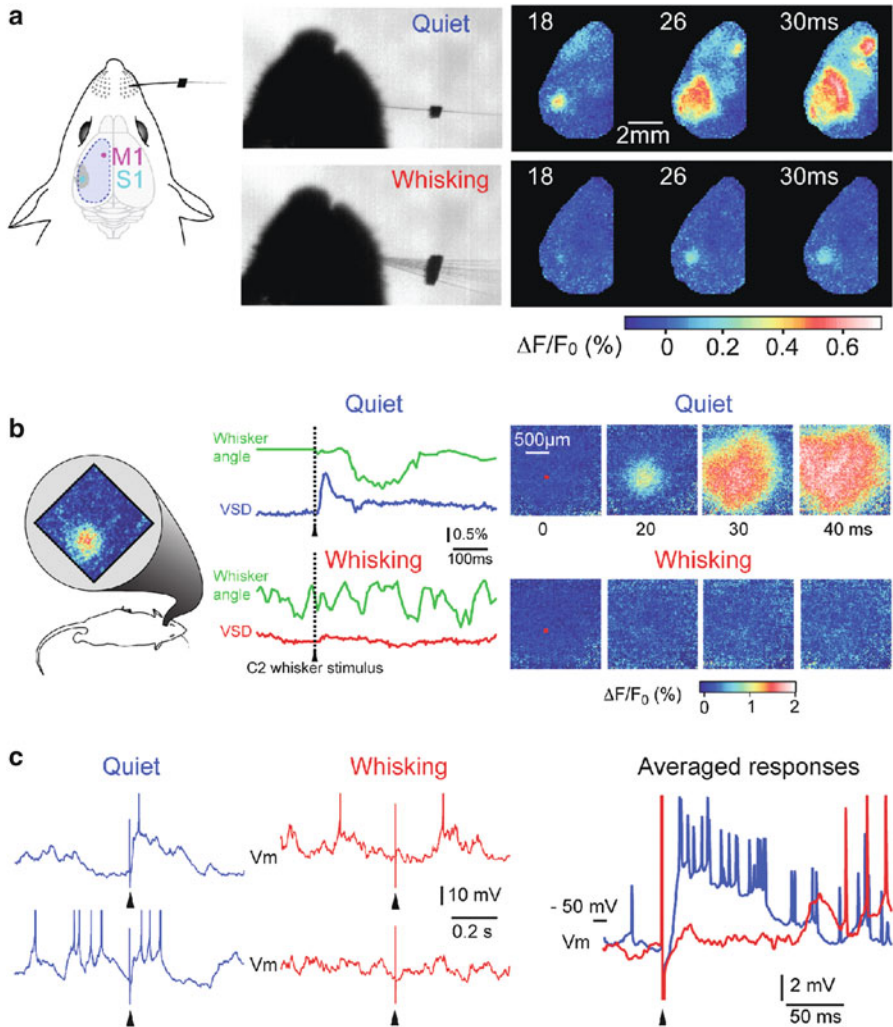 a
Quiet
18 26 30ms
2mm
M1
S1
Whisking
18 26 30ms
ΔF/F₀ (%) 0 0.2 0.4 0.6
b
Quiet
Whisker angle
VSD
0.5%
100ms
Whisking
Whisker angle
VSD
C2 whisker stimulus
Quiet
500µm
0 20 30 40 ms
Whisking
ΔF/F₀ (%) 0 1 2
c
Quiet
Whisking
Averaged responses
Vm
10 mV
0.2 s
Vm
- 50 mV
Vm
2 mV
50 ms